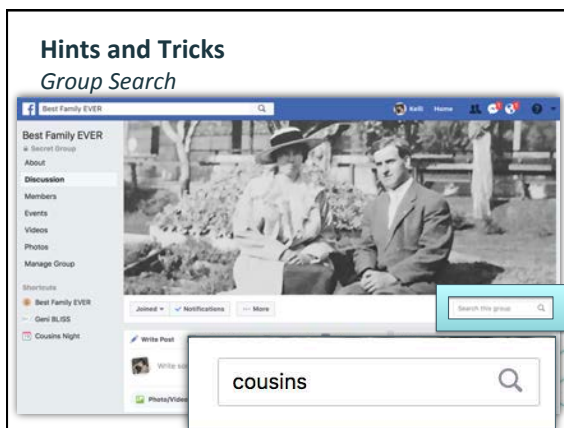 Hints and Tricks
Group Search
Best Family EVER
Kelli Home
Best Family EVER
Secret Group
About
Discussion
Members
Events
Videos
Photos
Manage Group
Shortcuts
Best Family EVER
Geni BLISS
Cousins Night
Joined
Notifications
More
Search this group
Write Post
Photo/Video
cousins